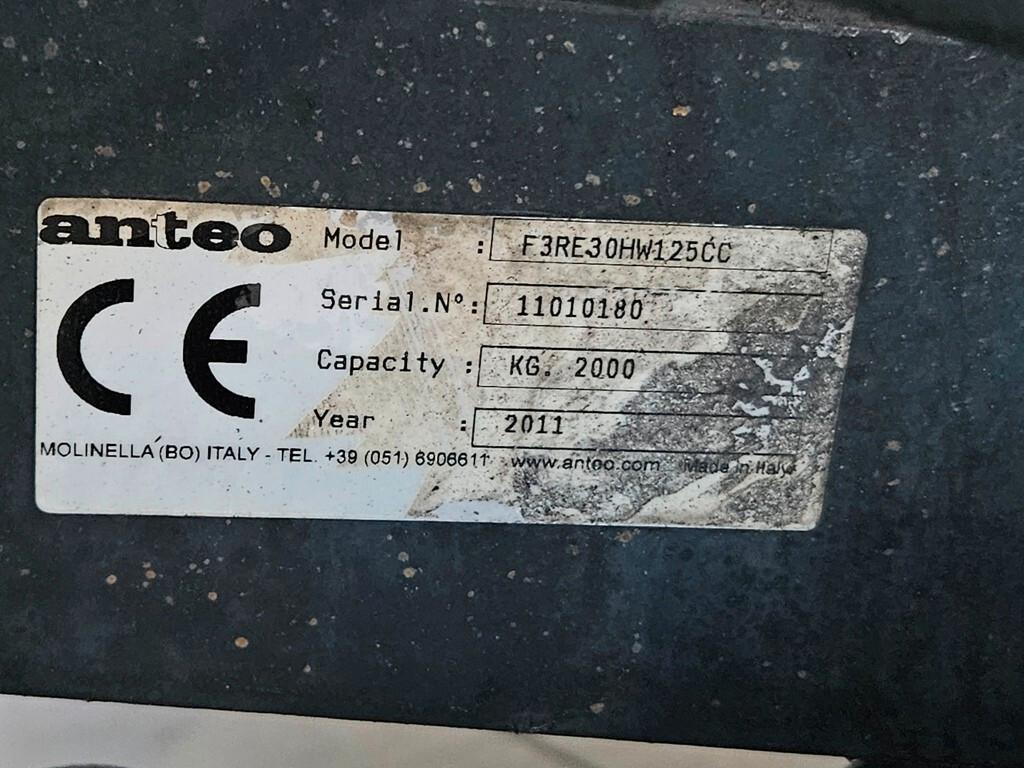 anteo
Model : F3RE30HW125CC
CE
Serial.Nº: 11010180
Capacity : KG. 2000
Year : 2011
MOLINELLA (BO) ITALY - TEL. +39 (051) 6906611 - www.anteo.com Made in Italy